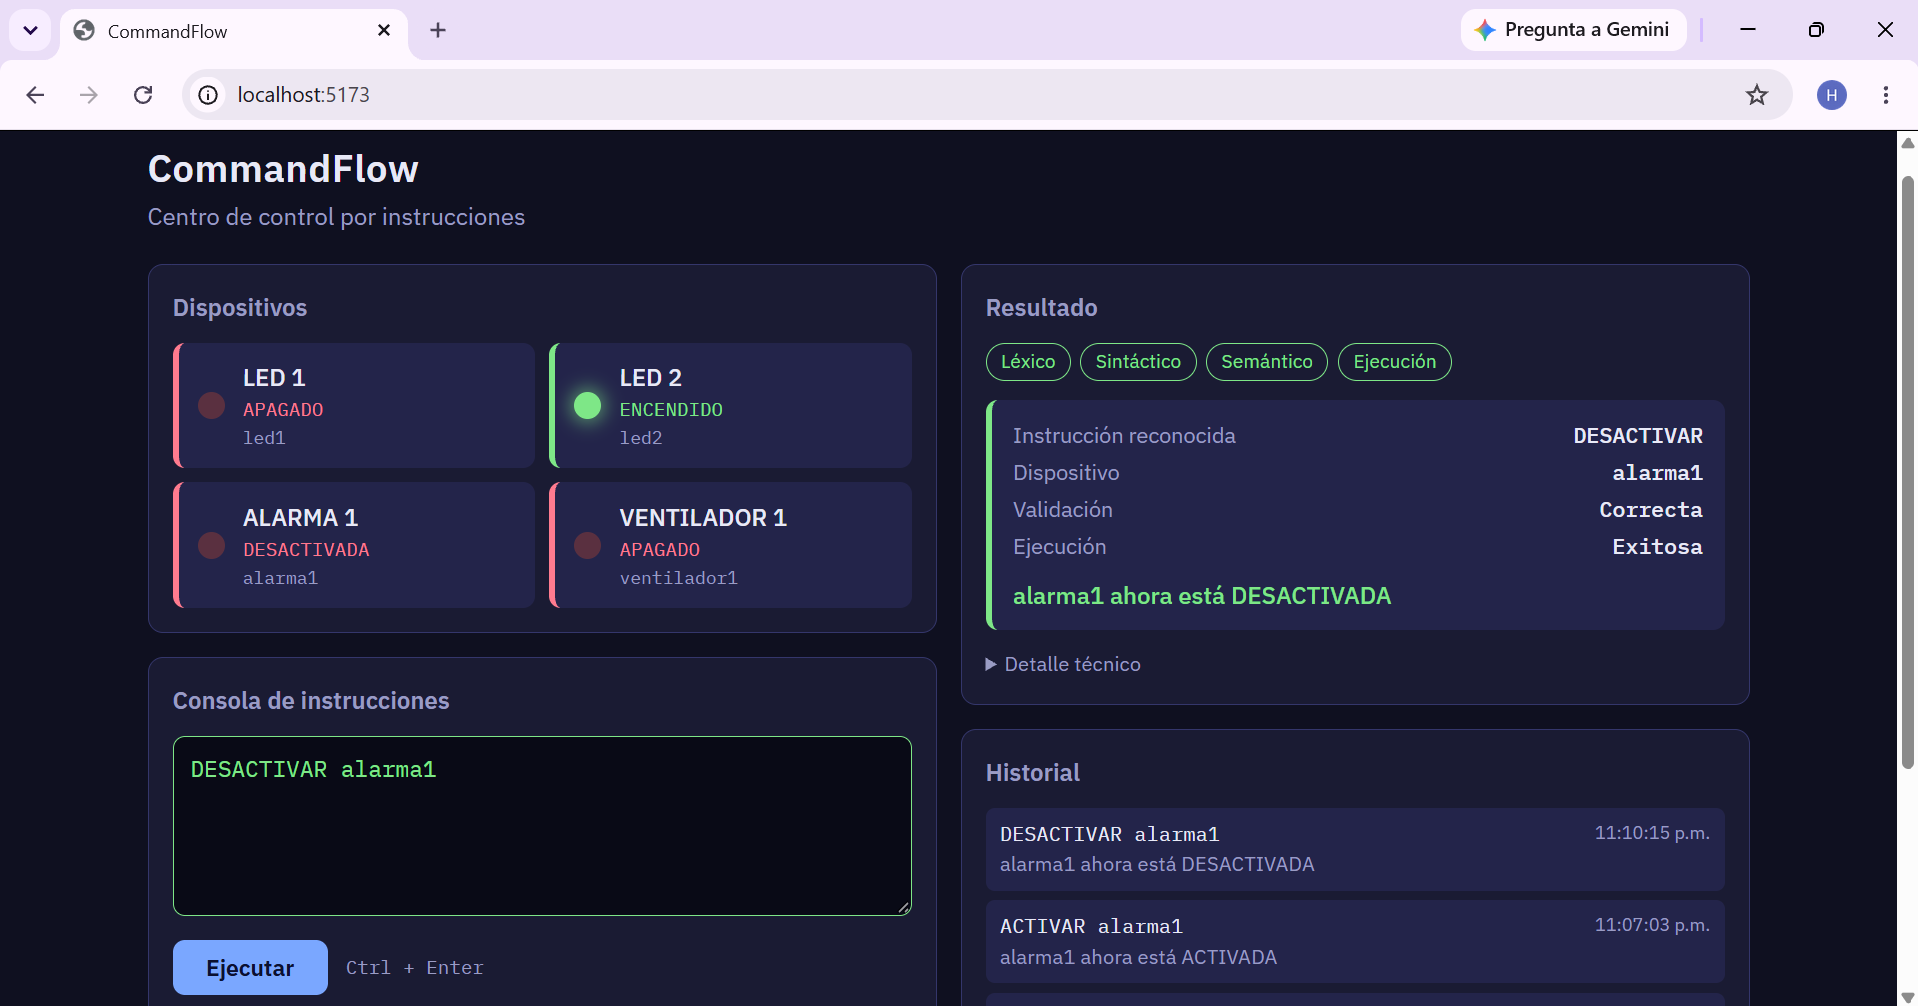 CommandFlow
Pregunta a Gemini
localhost:5173
H
CommandFlow
Centro de control por instrucciones
Dispositivos
LED 1
APAGADO
led1
LED 2
ENCENDIDO
led2
ALARMA 1
DESACTIVADA
alarma1
VENTILADOR 1
APAGADO
ventilador1
Consola de instrucciones
DESACTIVAR alarma1
Ejecutar
Ctrl + Enter
Resultado
Léxico
Sintáctico
Semántico
Ejecución
Instrucción reconocida DESACTIVAR
Dispositivo alarma1
Validación Correcta
Ejecución Exitosa
alarma1 ahora está DESACTIVADA
Detalle técnico
Historial
DESACTIVAR alarma1 11:10:15 p.m.
alarma1 ahora está DESACTIVADA
ACTIVAR alarma1 11:07:03 p.m.
alarma1 ahora está ACTIVADA